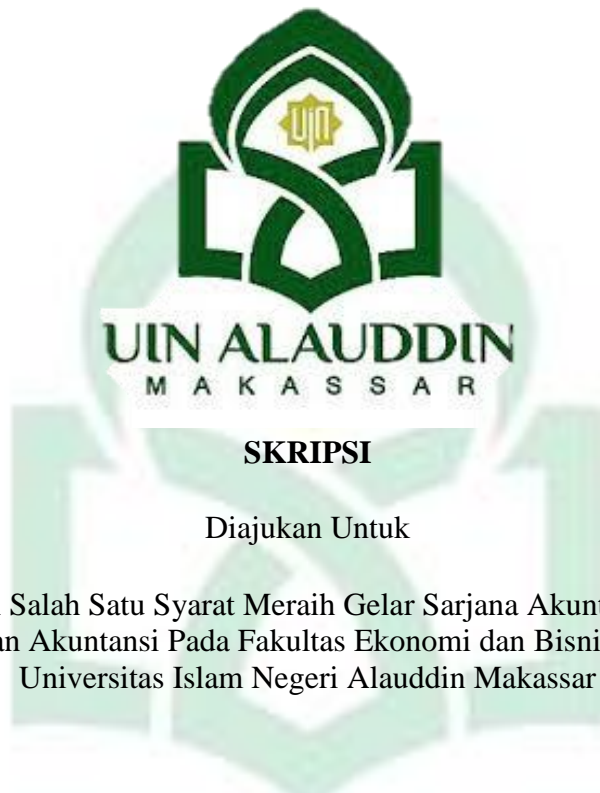 UIN
UIN ALAUDDIN
MAKASSAR
SKRIPSI
Diajukan Untuk
Salah Satu Syarat Meraih Gelar Sarjana
Akuntansi Pada Fakultas Ekonomi dan
Universitas Islam Negeri Alauddin Makassar